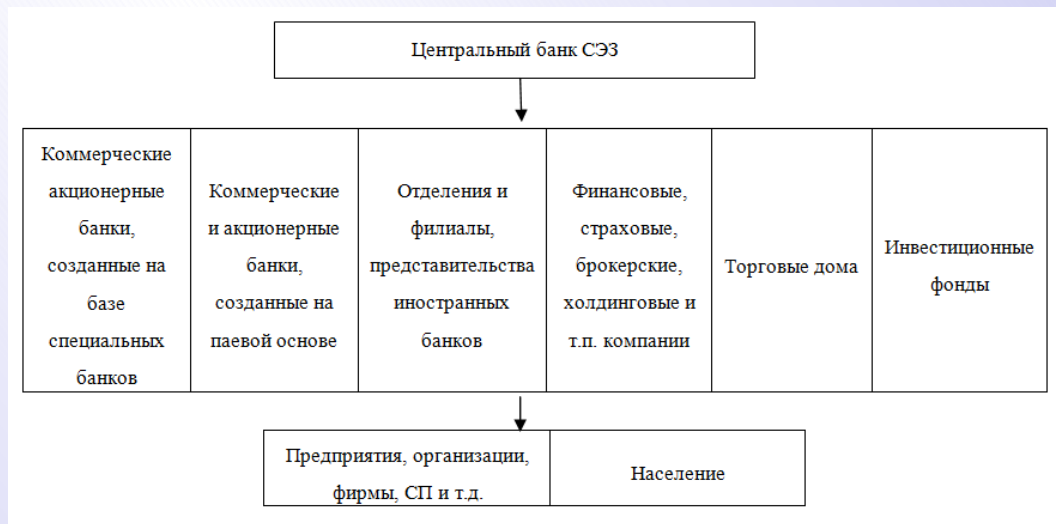 Центральный банк СЭЗ
Коммерческие
акционерные
банки,
созданные на
базе
специальных
банков
Коммерческие
и акционерные
банки,
созданные на
паевой основе
Отделения и
филиалы,
представительства
иностранных
банков
Финансовые,
страховые,
брокерские,
холдинговые и
т.п. компании
Торговые дома
Инвестиционные
фонды
Предприятия, организации,
фирмы, СП и т.д.
Население